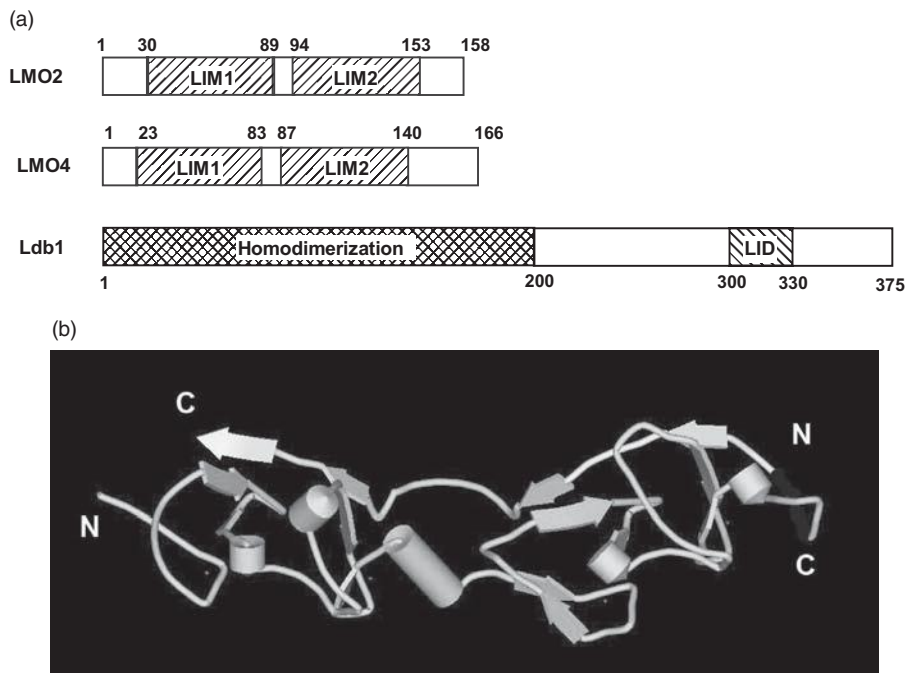 (a)
1 30 89 94 153 158
LMO2 LIM1 LIM2
1 23 83 87 140 166
LMO4 LIM1 LIM2
Ldb1 Homodimerization LID
1 200 300 330 375
(b)
C N
N C